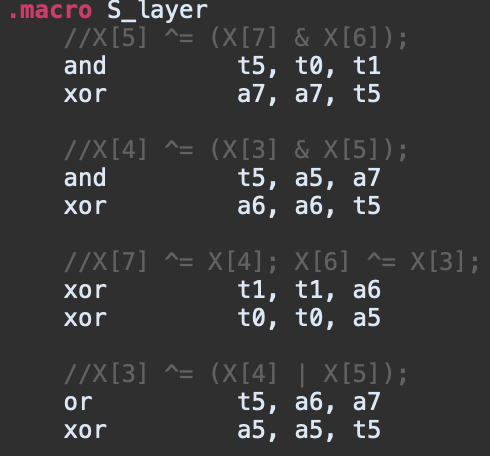 .macro S_layer
//X[5] ^= (X[7] & X[6]);
and t5, t0, t1
xor a7, a7, t5
//X[4] ^= (X[3] & X[5]);
and t5, a5, a7
xor a6, a6, t5
//X[7] ^= X[4]; X[6] ^= X[3];
xor t1, t1, a6
xor t0, t0, a5
//X[3] ^= (X[4] | X[5]);
or t5, a6, a7
xor a5, a5, t5